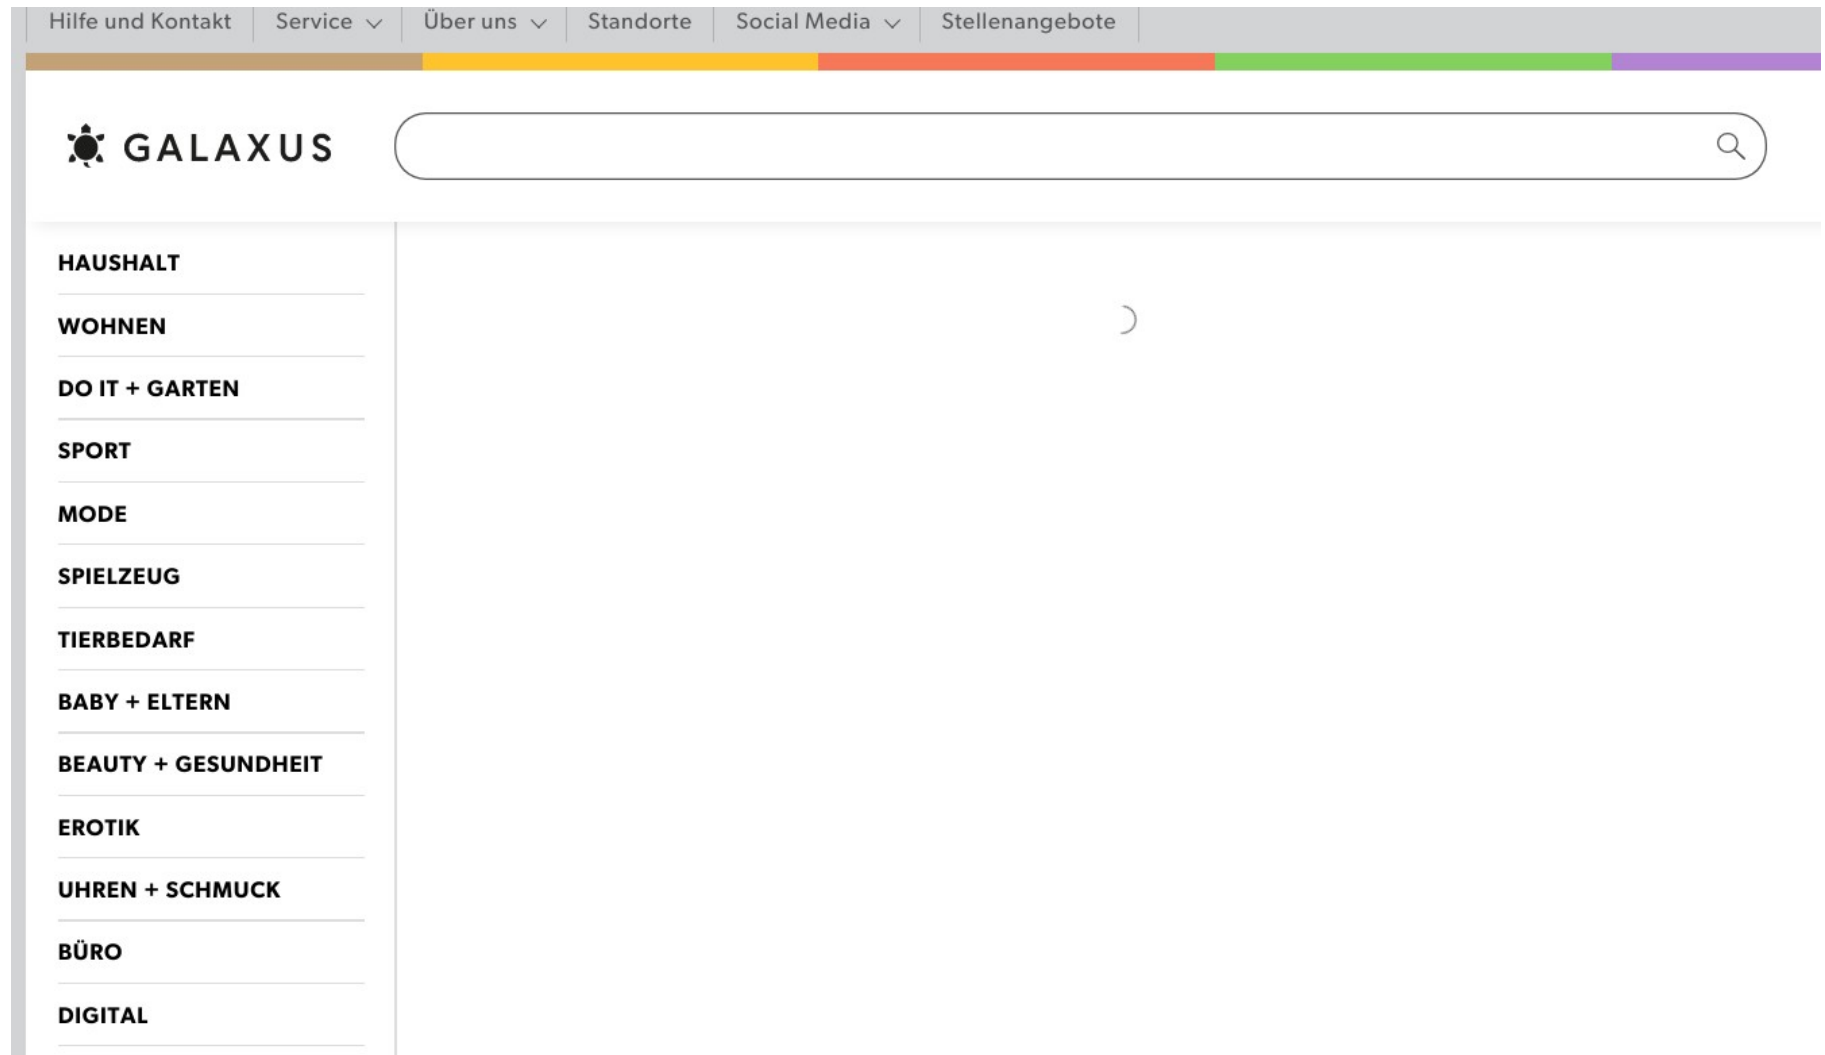 Hilfe und Kontakt Service Über uns Standorte Social Media Stellenangebote
GALAXUS
HAUSHALT
WOHNEN
DO IT + GARTEN
SPORT
MODE
SPIELZEUG
TIERBEDARF
BABY + ELTERN
BEAUTY + GESUNDHEIT
EROTIK
UHREN + SCHMUCK
BÜRO
DIGITAL